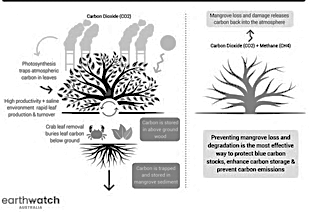 Carbon Dioxide (CO2)
Photosynthesis
traps atmospheric
carbon in leaves
High productivity + saline
environment: rapid leaf
production & turnover
Crab leaf removal
buries leaf carbon
below ground
Carbon is stored
in above ground
wood
Carbon is trapped
and stored in
mangrove sediment
earthwatch
AUSTRALIA
Mangrove loss and damage releases
carbon back into the atmosphere
Carbon Dioxide (CO2) + Methane (CH4)
Preventing mangrove loss and
degradation is the most effective
way to protect blue carbon
stocks, enhance carbon storage &
prevent carbon emissions